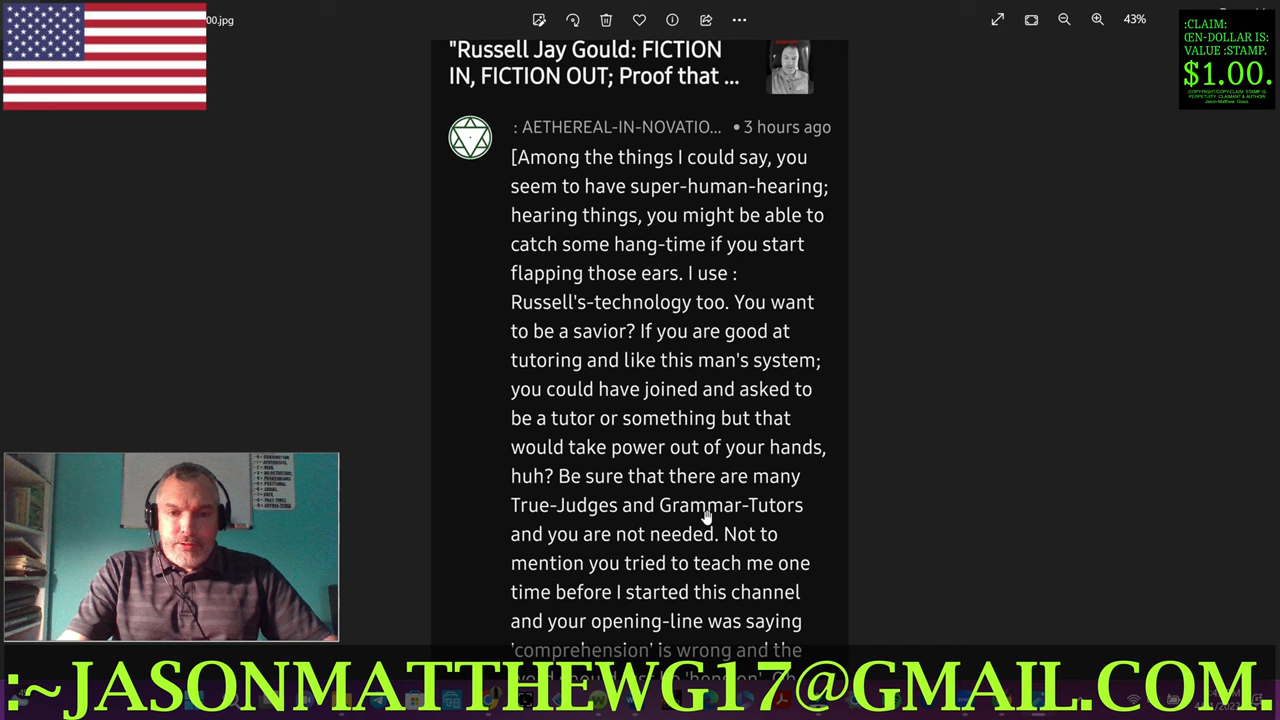 00.jpg
43%
:CLAIM:
VALUE :STAMP.
$1.00.
Jason Matthew. Glass.
"Russell Jay Gould: FICTION
IN, FICTION OUT; Proof that ...
: AETHEREAL-IN-NOVATIO... • 3 hours ago
[Among the things I could say, you
seem to have super-human-hearing;
hearing things, you might be able to
catch some hang-time if you start
flapping those ears. I use :
Russell's-technology too. You want
to be a savior? If you are good at
tutoring and like this man's system;
you could have joined and asked to
be a tutor or something but that
would take power out of your hands,
huh? Be sure that there are many
True-Judges and Grammar-Tutors
and you are not needed. Not to
mention you tried to teach me one
time before I started this channel
and your opening-line was saying
'comprehension' is wrong and the
:~JASONMATTHEWG17@GMAIL.COM.